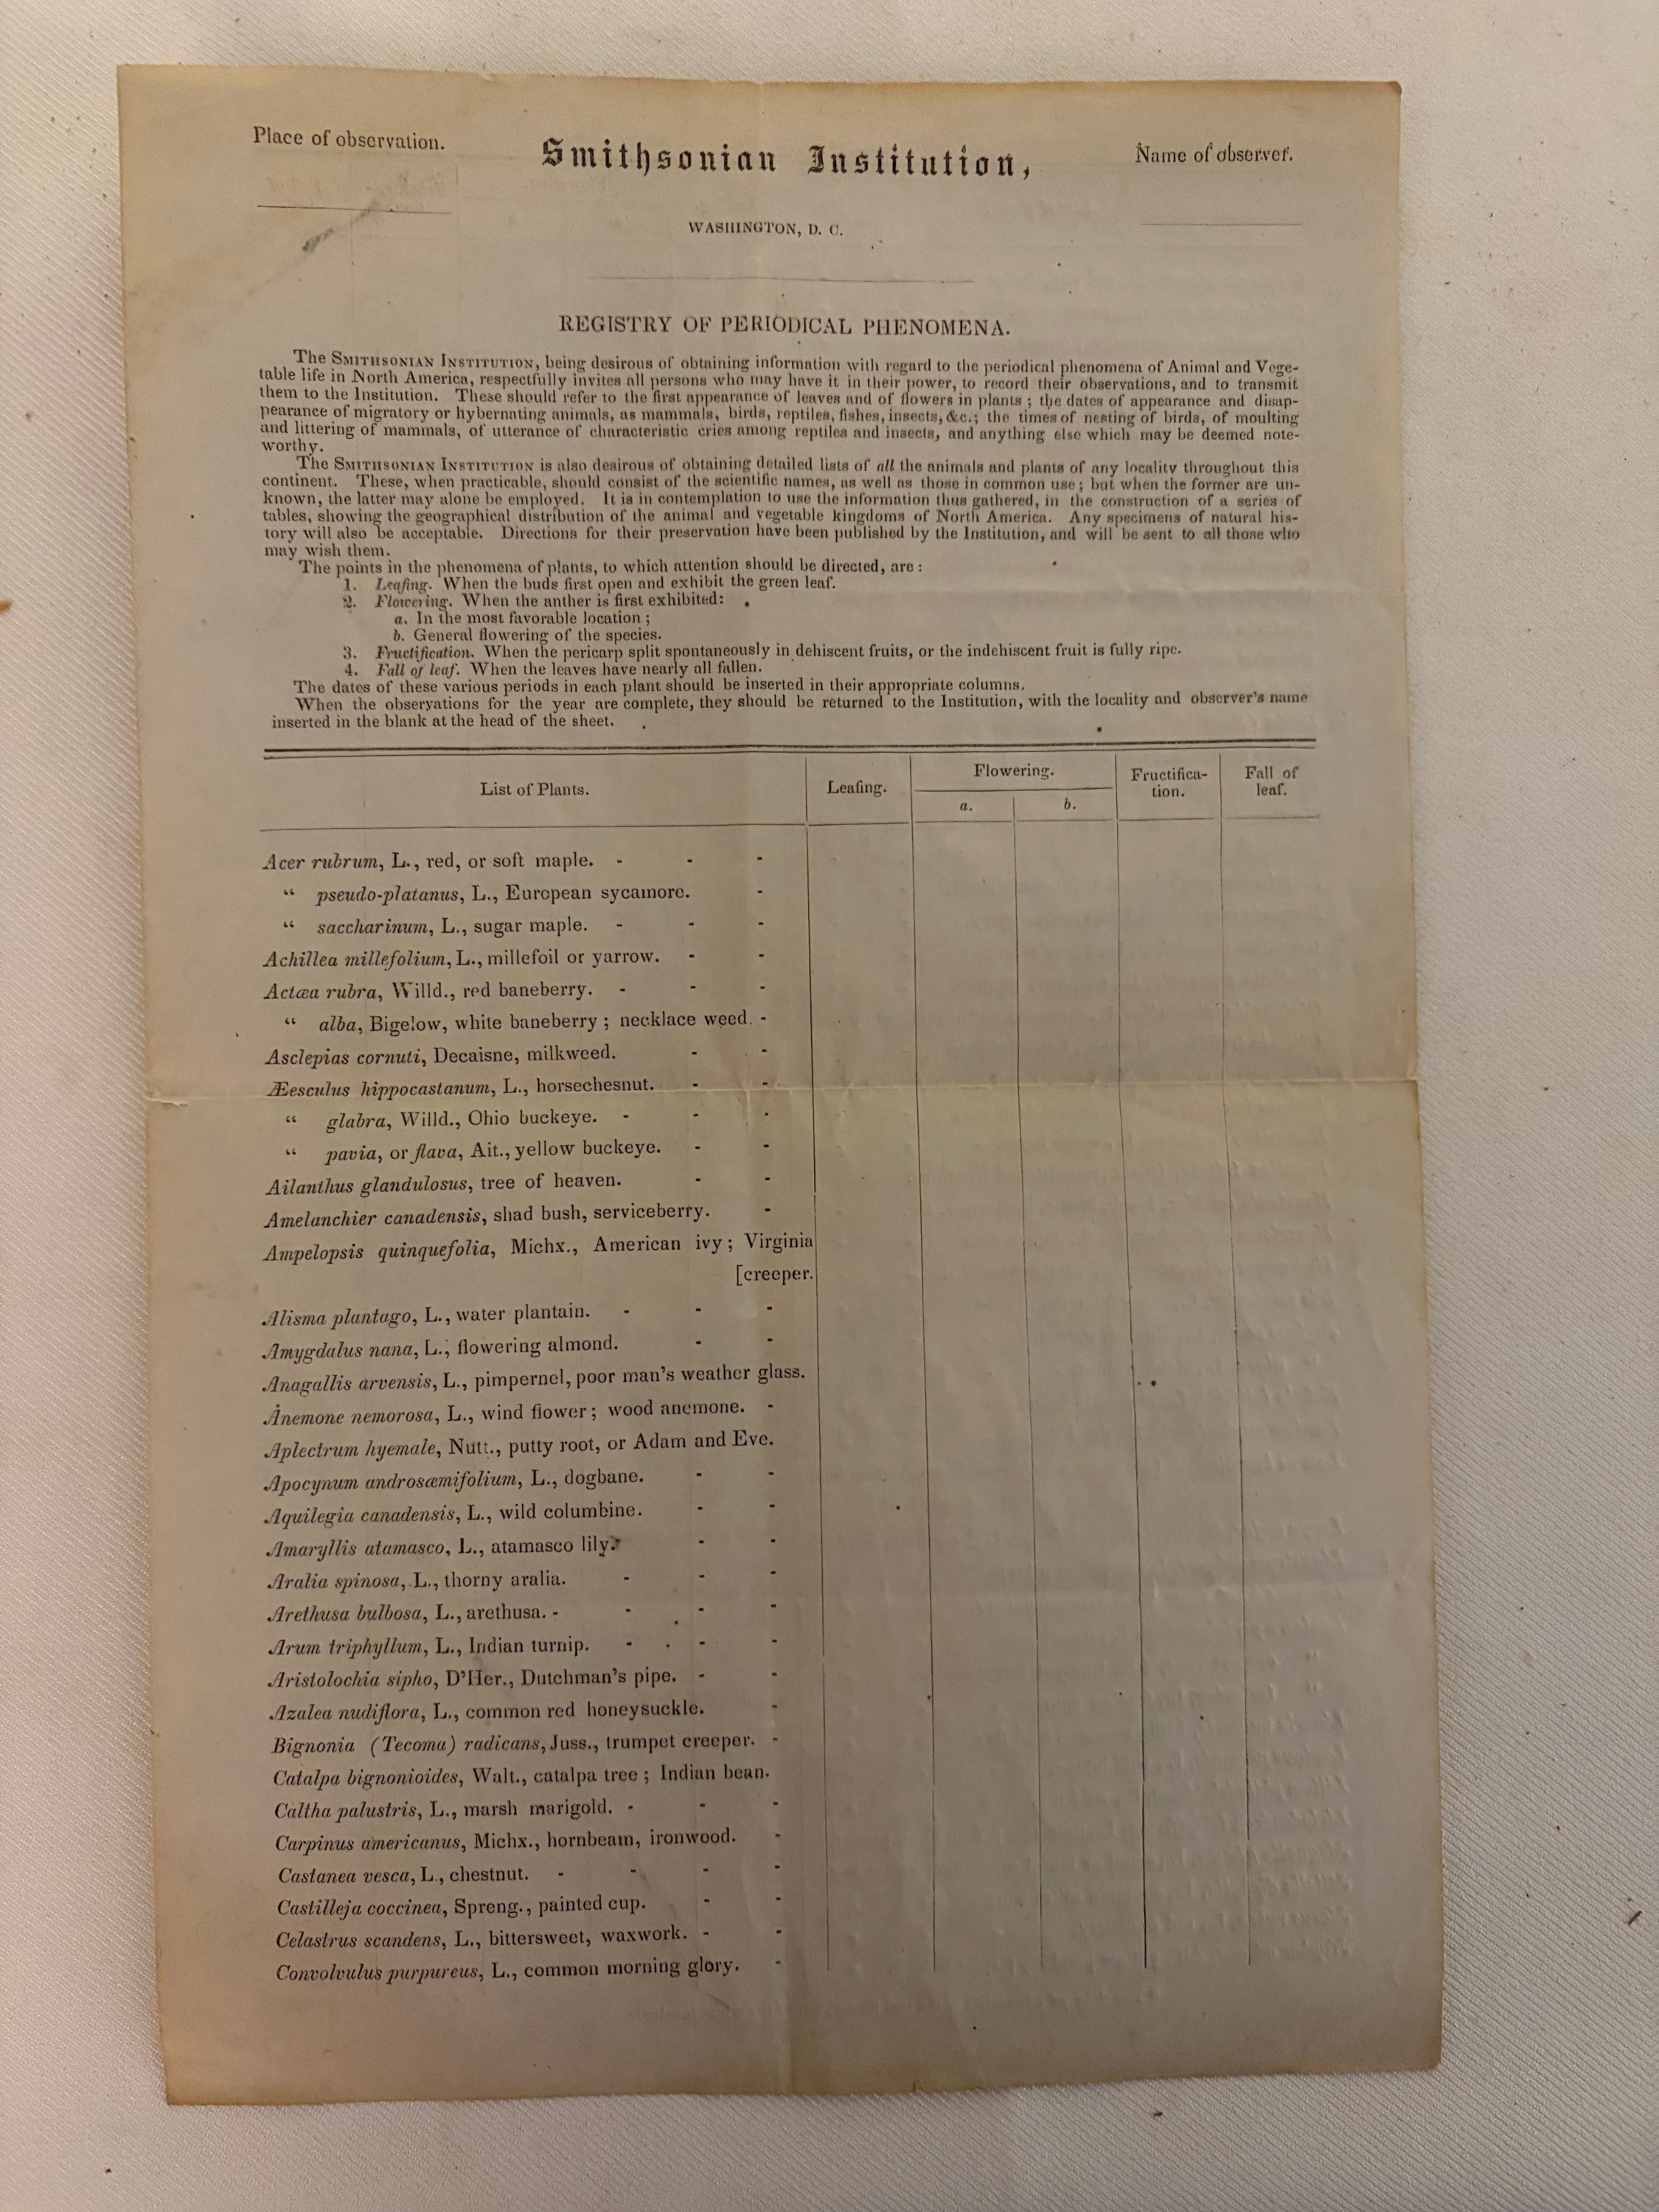 Place of observation.
Smithsonian Institution,
Name of observer.
WASHINGTON, D. C.
REGISTRY OF PERIODICAL PHENOMENA.
The SMITHSONIAN INSTITUTION, being desirous of obtaining information with regard to the periodical phenomena of Animal and Vege-
table life in North America, respectfully invites all persons who may have it in their power, to record their observations, and to transmit
them to the Institution. These should refer to the first appearance of leaves and of flowers in plants ; the dates of appearance and disap-
pearance of migratory or hybernating animals, as mammals, birds, reptiles, fishes, insects, &c.; the times of nesting of birds, of moulting
and littering of mammals, of utterance of characteristic cries among reptiles and insects, and anything else which may be deemed note-
worthy.
The SMITHSONIAN INSTITUTION is also desirous of obtaining detailed lists of all the animals and plants of any locality throughout this
continent. These, when practicable, should consist of the scientific names, as well as those in common use ; but when the former are un-
known, the latter may alone be employed. It is in contemplation to use the information thus gathered, in the construction of a series of
tables, showing the geographical distribution of the animal and vegetable kingdoms of North America. Any specimens of natural his-
tory will also be acceptable. Directions for their preservation have been published by the Institution, and will be sent to all those who
may wish them.
The points in the phenomena of plants, to which attention should be directed, are :
1. Leafing. When the buds first open and exhibit the green leaf.
2. Flowering. When the anther is first exhibited:
a. In the most favorable location ;
b. General flowering of the species.
3. Fructification. When the pericarp split spontaneously in dehiscent fruits, or the indehiscent fruit is fully ripe.
4. Fall of leaf. When the leaves have nearly all fallen.
The dates of these various periods in each plant should be inserted in their appropriate columns.
When the observations for the year are complete, they should be returned to the Institution, with the locality and observer's name
inserted in the blank at the head of the sheet.
List of Plants.
Leafing.
Flowering.
a.
b.
Fructifica-
tion.
Fall of
leaf.
Acer rubrum, L., red, or soft maple. - - -
“ pseudo-platanus, L., European sycamore. -
“ saccharinum, L., sugar maple. - - -
Achillea millefolium, L., millefoil or yarrow. - -
Actæa rubra, Willd., red baneberry. - - -
“ alba, Bigelow, white baneberry ; necklace weed. -
Asclepias cornuti, Decaisne, milkweed. - -
Æesculus hippocastanum, L., horsechesnut. - -
“ glabra, Willd., Ohio buckeye. - - -
“ pavia, or flava, Ait., yellow buckeye. - -
Ailanthus glandulosus, tree of heaven. - -
Amelanchier canadensis, shad bush, serviceberry. -
Ampelopsis quinquefolia, Michx., American ivy ; Virginia
[creeper.
Alisma plantago, L., water plantain. - - -
Amygdalus nana, L., flowering almond. - -
Anagallis arvensis, L., pimpernel, poor man's weather glass.
Anemone nemorosa, L., wind flower ; wood anemone. -
Aplectrum hyemale, Nutt., putty root, or Adam and Eve.
Apocynum androsæmifolium, L., dogbane. - -
Aquilegia canadensis, L., wild columbine. - -
Amaryllis atamasco, L., atamasco lily. - -
Aralia spinosa, L., thorny aralia. - - -
Arethusa bulbosa, L., arethusa. - - - -
Arum triphyllum, L., Indian turnip. - - -
Aristolochia sipho, D'Her., Dutchman's pipe. - -
Azalea nudiflora, L., common red honeysuckle. -
Bignonia (Tecoma) radicans, Juss., trumpet creeper. -
Catalpa bignonioides, Walt., catalpa tree ; Indian bean.
Caltha palustris, L., marsh marigold. - - -
Carpinus americanus, Michx., hornbeam, ironwood. -
Castanea vesca, L., chestnut. - - - -
Castilleja coccinea, Spreng., painted cup. - -
Celastrus scandens, L., bittersweet, waxwork. - -
Convolvulus purpureus, L., common morning glory. -